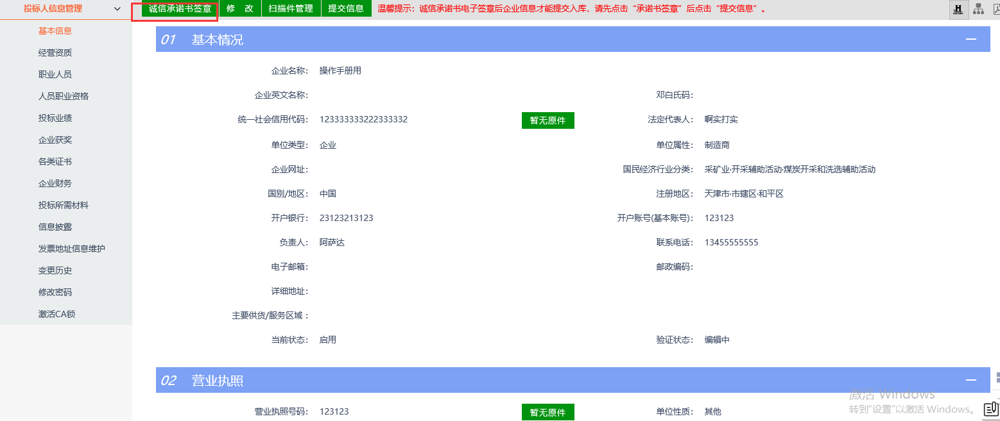 投标人信息管理
诚信承诺书签章 修 改 扫描件管理 提交信息 温馨提示：诚信承诺书电子签章后企业信息才能提交入库，请先点击“承诺书签章”后点击“提交信息”。
H
基本信息
经营资质
职业人员
人员职业资格
投标业绩
企业获奖
各类证书
企业财务
投标所需材料
信息披露
发票地址信息维护
变更历史
修改密码
激活CA锁
01 基本情况
企业名称： 操作手册用
企业英文名称： 邓白氏码：
统一社会信用代码： 123333333222333332 暂无原件 法定代表人： 啊实打实
单位类型： 企业 单位属性： 制造商
企业网址： 国民经济行业分类： 采矿业·开采辅助活动·煤炭开采和洗选辅助活动
国别/地区： 中国 注册地区： 天津市·市辖区·和平区
开户银行： 23123213123 开户账号(基本账号)： 123123
负责人： 阿萨达 联系电话： 13455555555
电子邮箱： 邮政编码：
详细地址：
主要供货/服务区域：
当前状态： 启用 验证状态： 编辑中
02 营业执照
营业执照号码： 123123 暂无原件 单位性质： 其他
激活 Windows
转到“设置”以激活 Windows。